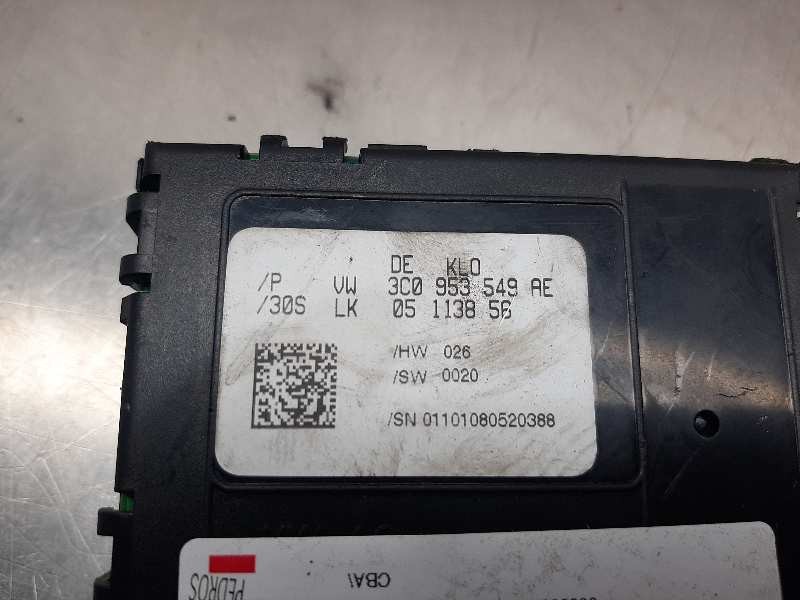 DE KLO
/P VW 3C0 953 549 AE
/30S LK 05 1138 56
/HW 026
/SW 0020
/SN 01101080520388
PEDROS